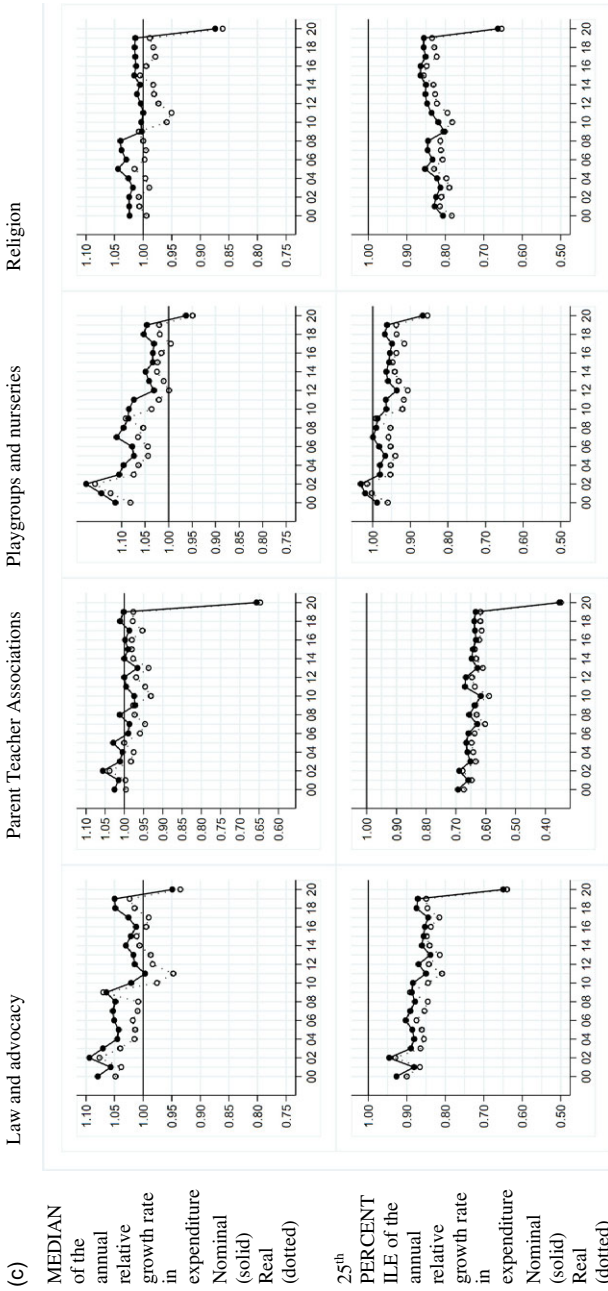 (c)
Law and advocacy
Parent Teacher Associations
Playgroups and nurseries
Religion
MEDIAN
of the
annual
relative
growth rate
in
expenditure
Nominal
(solid)
Real
(dotted)
1.10
1.05
1.00
0.95
0.90
0.85
0.80
0.75
00 02 04 06 08 10 12 14 16 18 20
1.10
1.05
1.00
0.95
0.90
0.85
0.80
0.75
0.70
0.65
0.60
00 02 04 06 08 10 12 14 16 18 20
1.10
1.05
1.00
0.95
0.90
0.85
0.80
0.75
00 02 04 06 08 10 12 14 16 18 20
1.10
1.05
1.00
0.95
0.90
0.85
0.80
0.75
00 02 04 06 08 10 12 14 16 18 20
25th
PERCENT
ILE of the
annual
relative
growth rate
in
expenditure
Nominal
(solid)
Real
(dotted)
1.00
0.90
0.80
0.70
0.60
0.50
00 02 04 06 08 10 12 14 16 18 20
1.00
0.90
0.80
0.70
0.60
0.50
0.40
00 02 04 06 08 10 12 14 16 18 20
1.00
0.90
0.80
0.70
0.60
0.50
00 02 04 06 08 10 12 14 16 18 20
1.00
0.90
0.80
0.70
0.60
0.50
00 02 04 06 08 10 12 14 16 18 20